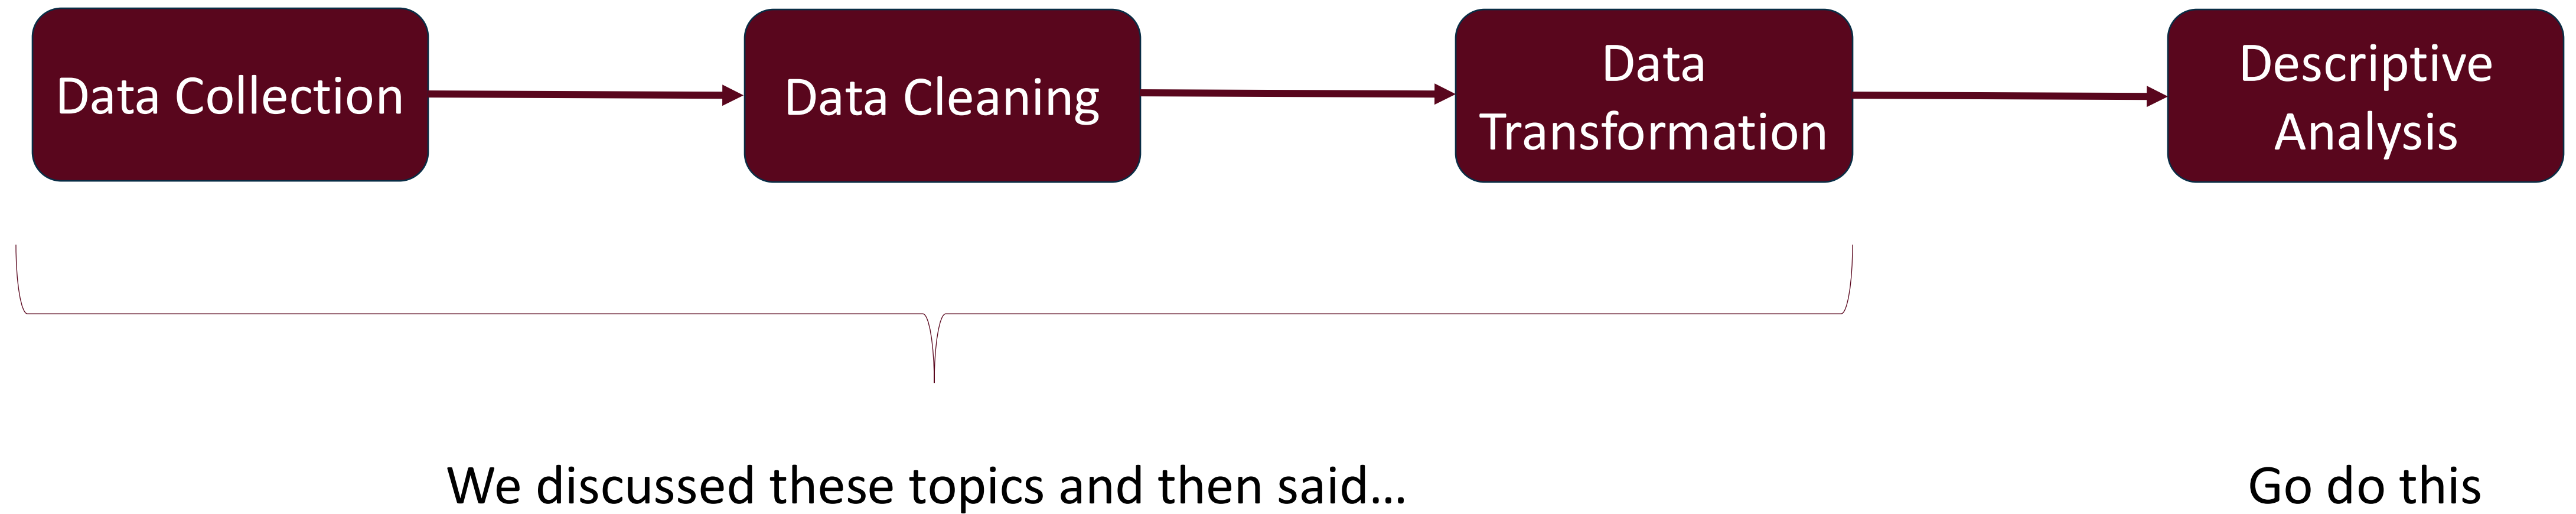 Data Collection
Data Cleaning
Data
Transformation
Descriptive
Analysis
We discussed these topics and then said...
Go do this